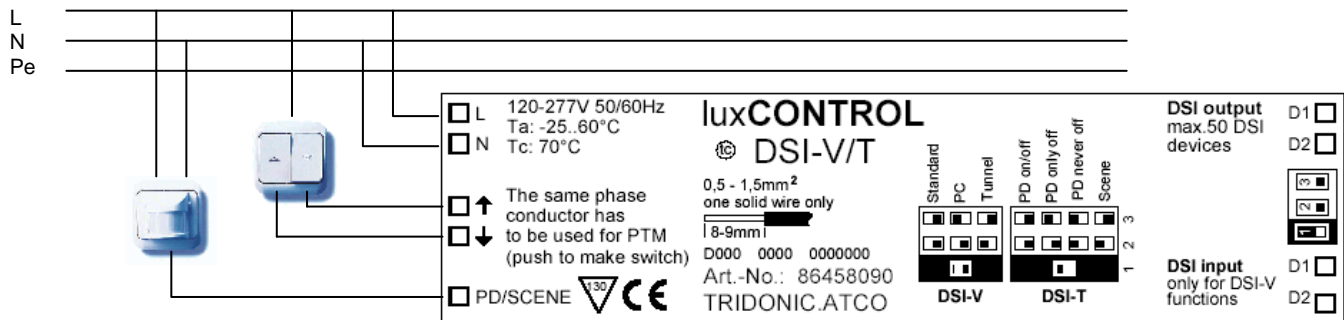 L
N
Pe
L 120-277V 50/60Hz
Ta: -25..60°C
N Tc: 70°C
The same phase
conductor has
to be used for PTM
(push to make switch)
PD/SCENE
130
CE
luxCONTROL
1c
DSI-V/T
0,5 - 1,5mm²
one solid wire only
8-9mm
D000 0000 0000000
Art.-No.: 86458090
TRIDONIC.ATCO
Standard
PC
Tunnel
PD on/off
PD only off
PD never off
Scene
3
2
1
DSI-V
DSI-T
DSI output
max.50 DSI
devices
D1
D2
3
2
1
DSI input
only for DSI-V
functions
D1
D2